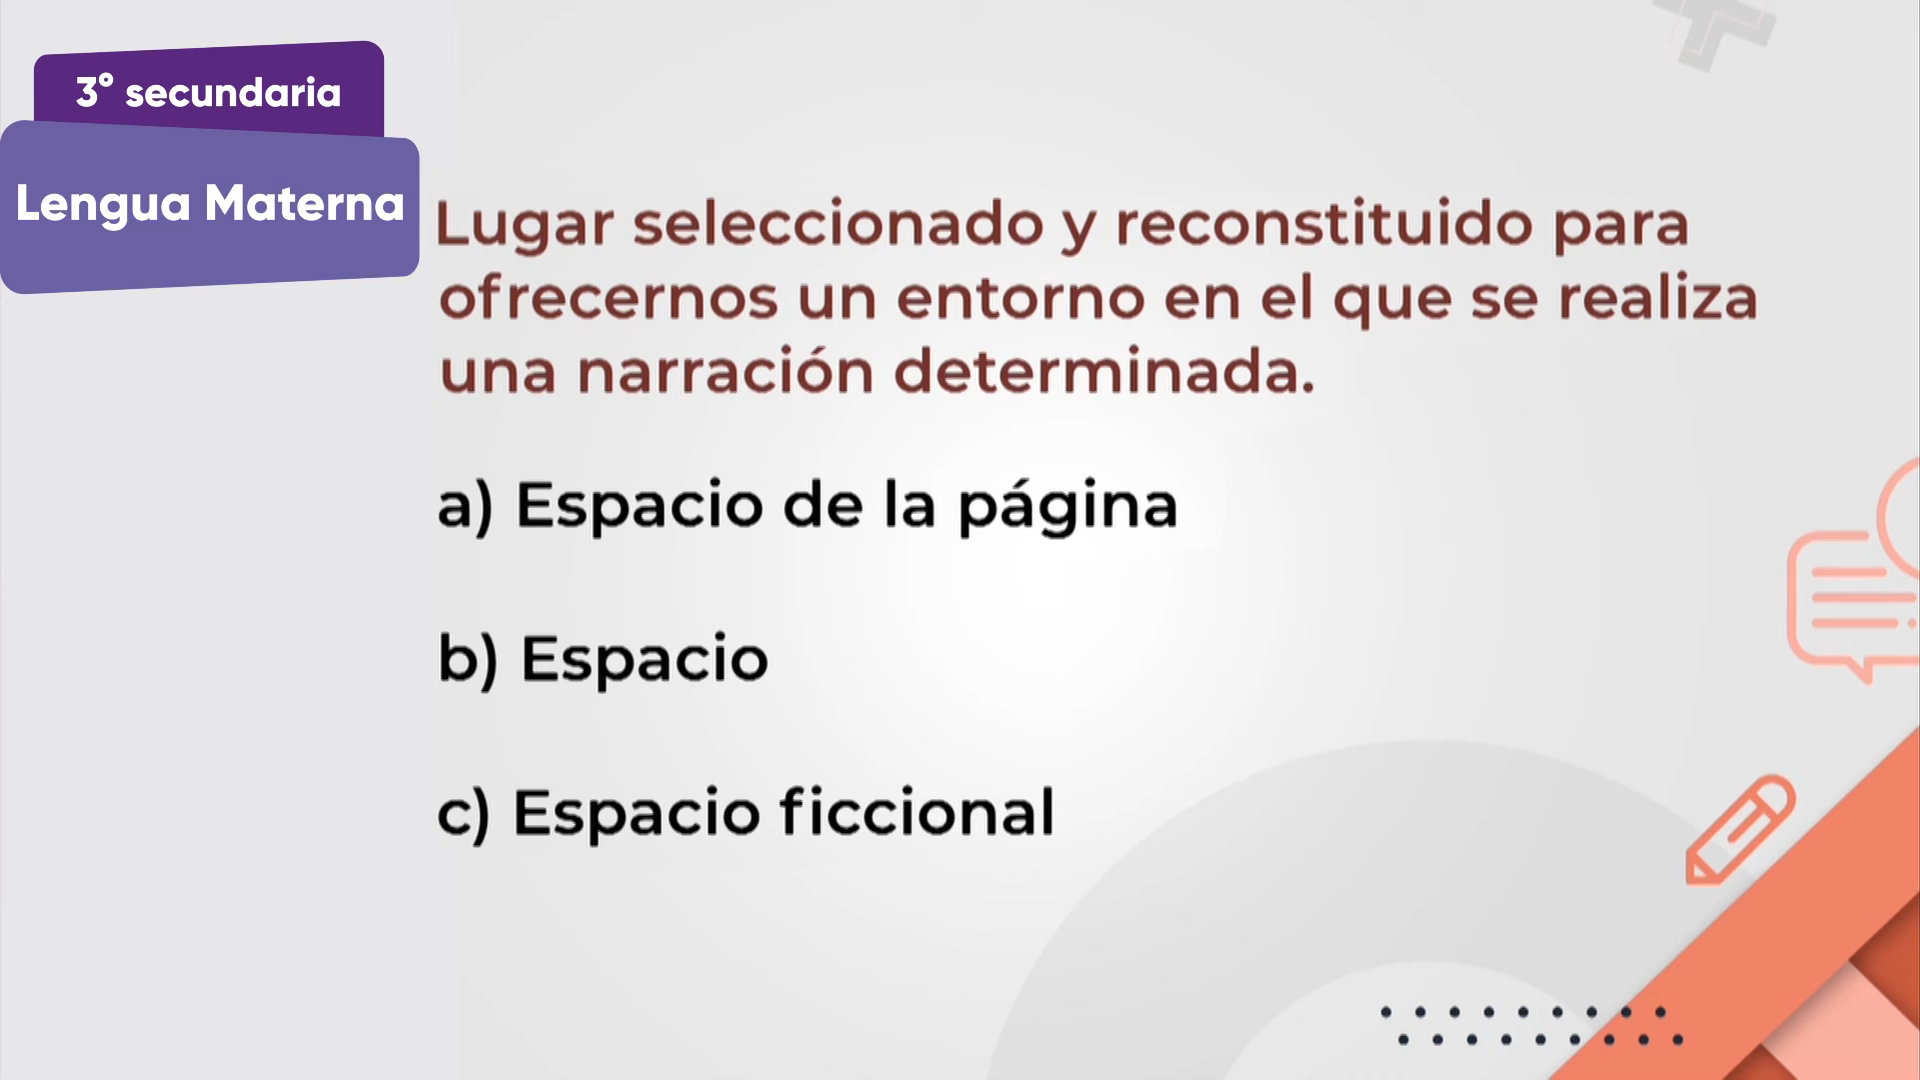 3° secundaria
Lengua Materna
Lugar seleccionado y reconstituido para
ofrecernos un entorno en el que se realiza
una narración determinada.
a) Espacio de la página
b) Espacio
c) Espacio ficcional